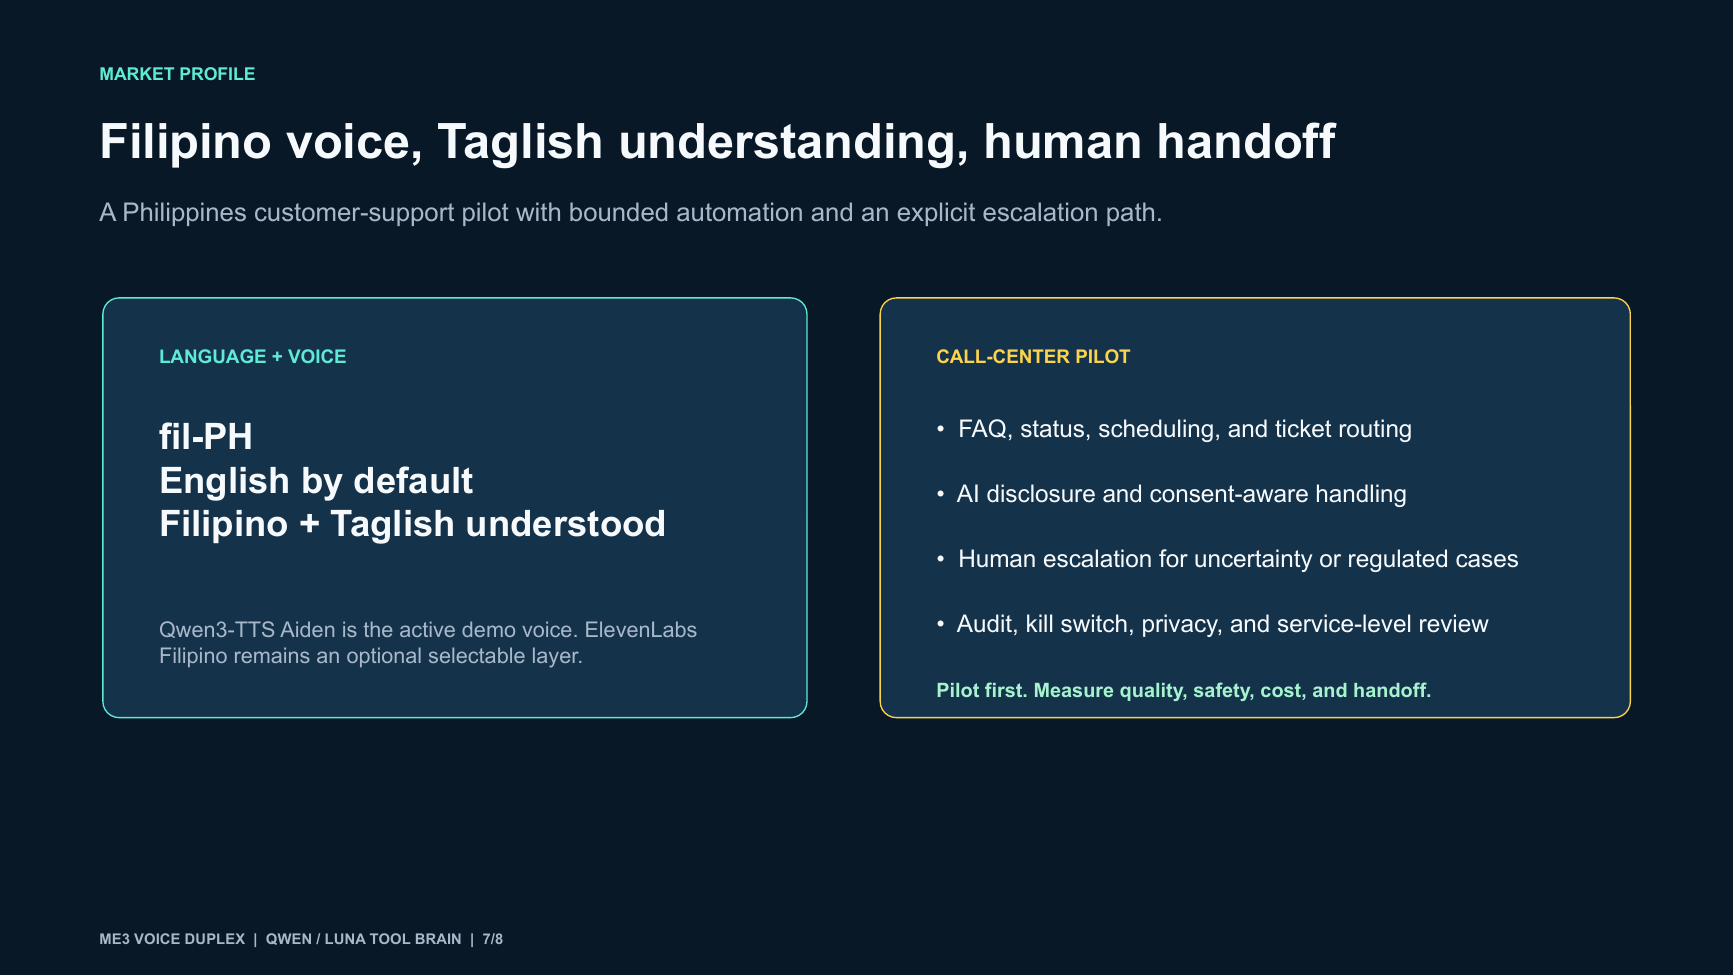 MARKET PROFILE
Filipino voice, Taglish understanding, human handoff
A Philippines customer-support pilot with bounded automation and an explicit escalation path.
LANGUAGE + VOICE
fil-PH
English by default
Filipino + Taglish understood
Qwen3-TTS Aiden is the active demo voice. ElevenLabs
Filipino remains an optional selectable layer.
CALL-CENTER PILOT
• FAQ, status, scheduling, and ticket routing
• AI disclosure and consent-aware handling
• Human escalation for uncertainty or regulated cases
• Audit, kill switch, privacy, and service-level review
Pilot first. Measure quality, safety, cost, and handoff.
ME3 VOICE DUPLEX | QWEN / LUNA TOOL BRAIN | 7/8